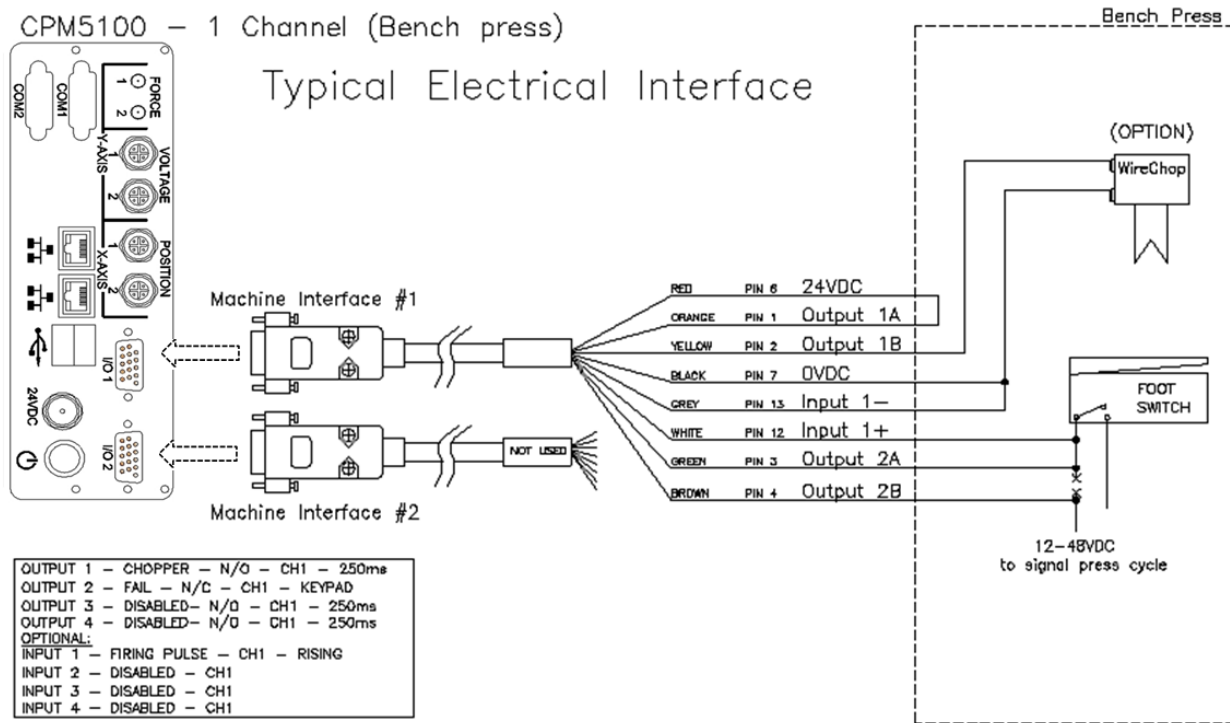 CPM5100 - 1 Channel (Bench press)
Bench Press
Typical Electrical Interface
COM2
COM1
FORCE
1
2
Y-AXIS
VOLTAGE
1
2
X-AXIS
POSITION
1
2
I/O 1
24VDC
I/O 2
(OPTION)
WireChop
Machine Interface #1
RED PIN 6 24VDC
ORANGE PIN 1 Output 1A
YELLOW PIN 2 Output 1B
BLACK PIN 7 0VDC
GREY PIN 13 Input 1-
WHITE PIN 12 Input 1+
GREEN PIN 3 Output 2A
BROWN PIN 4 Output 2B
FOOT
SWITCH
NOT USED
Machine Interface #2
12-48VDC
to signal press cycle
OUTPUT 1 - CHOPPER - N/O - CH1 - 250ms
OUTPUT 2 - FAIL - N/C - CH1 - KEYPAD
OUTPUT 3 - DISABLED- N/O - CH1 - 250ms
OUTPUT 4 - DISABLED- N/O - CH1 - 250ms
OPTIONAL:
INPUT 1 - FIRING PULSE - CH1 - RISING
INPUT 2 - DISABLED - CH1
INPUT 3 - DISABLED - CH1
INPUT 4 - DISABLED - CH1